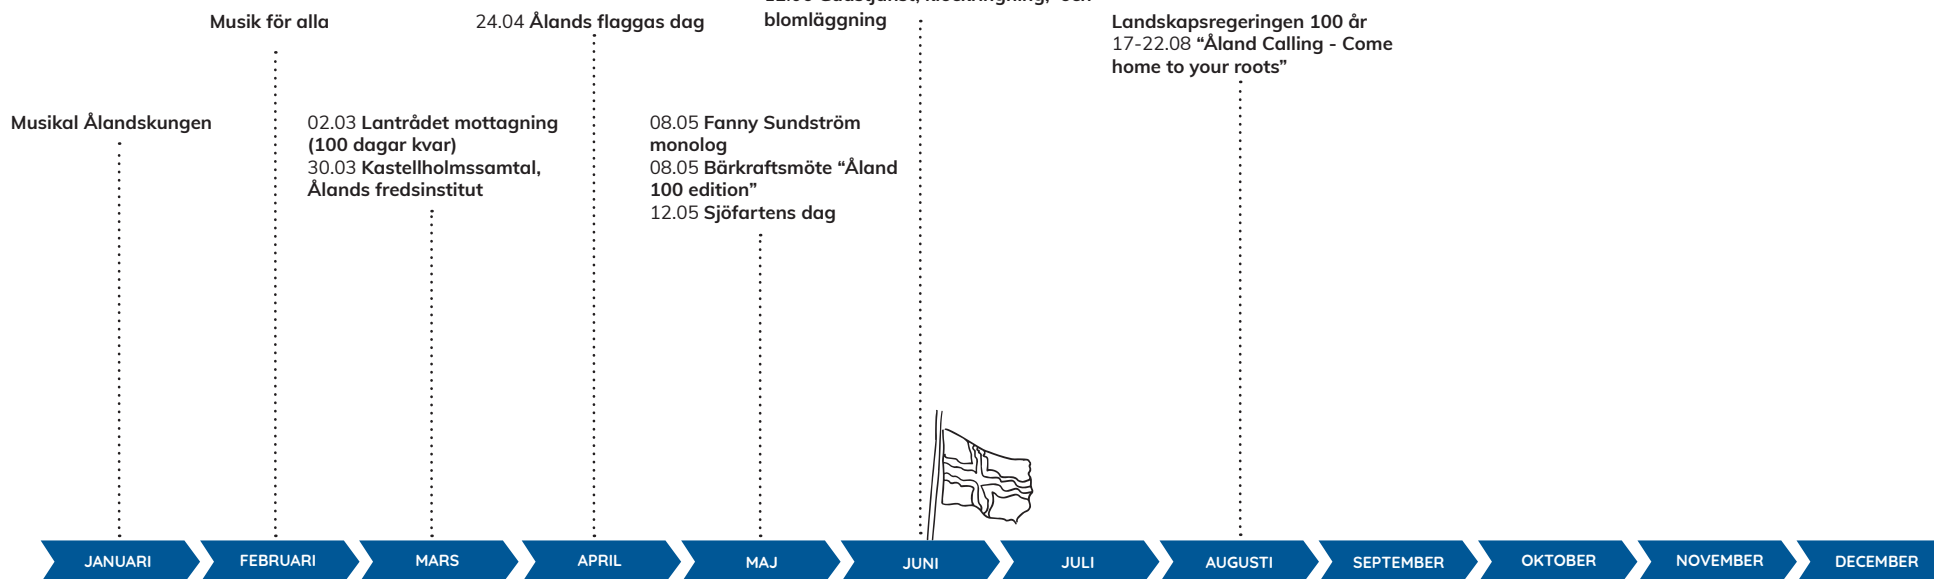 blomläggning
Musik för alla
24.04 Ålands flaggas dag
Landskapsregeringen 100 år
17-22.08 “Åland Calling - Come
home to your roots”
Musikal Ålandskungen
02.03 Lantrådet mottagning
(100 dagar kvar)
30.03 Kastellholmssamtal,
Ålands fredsinstitut
08.05 Fanny Sundström
monolog
08.05 Bärkraftsmöte “Åland
100 edition”
12.05 Sjöfartens dag
JANUARI
FEBRUARI
MARS
APRIL
MAJ
JUNI
JULI
AUGUSTI
SEPTEMBER
OKTOBER
NOVEMBER
DECEMBER